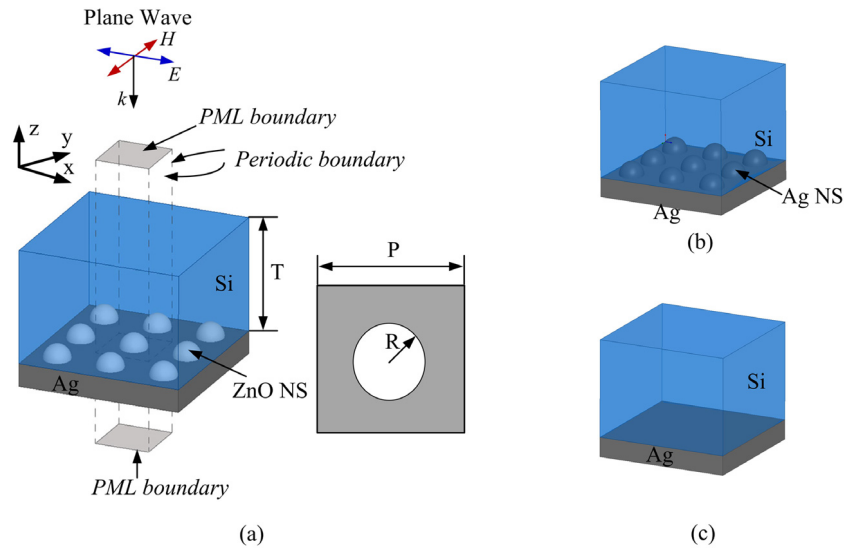 Plane Wave
H
E
k
PML boundary
Periodic boundary
z
y
x
Si
T
Ag
ZnO NS
PML boundary
P
R
(a)
Si
Ag NS
Ag
(b)
Si
Ag
(c)